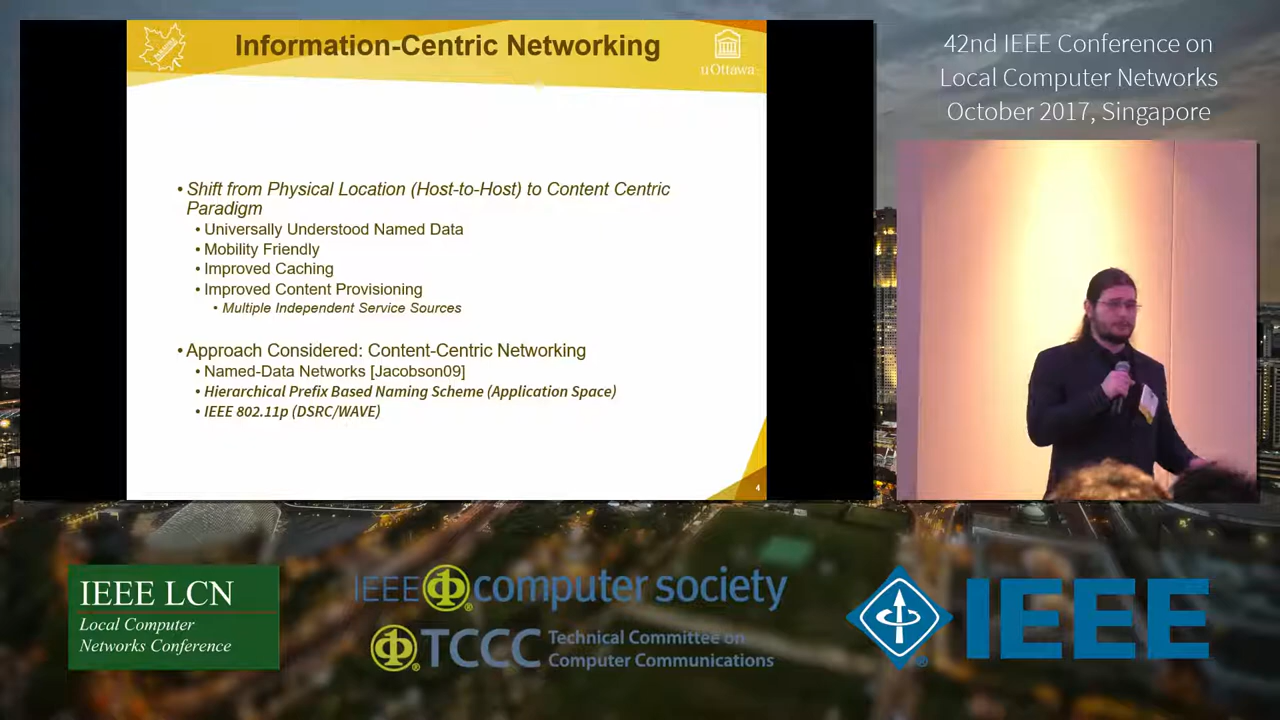 Information-Centric Networking
uOttawa
• Shift from Physical Location (Host-to-Host) to Content Centric
Paradigm
• Universally Understood Named Data
• Mobility Friendly
• Improved Caching
• Improved Content Provisioning
• Multiple Independent Service Sources
• Approach Considered: Content-Centric Networking
• Named-Data Networks [Jacobson09]
• Hierarchical Prefix Based Naming Scheme (Application Space)
• IEEE 802.11p (DSRC/WAVE)
4
42nd IEEE Conference on
Local Computer Networks
October 2017, Singapore
IEEE LCN
Local Computer
Networks Conference
IEEE computer society
TCCC Technical Committee on
Computer Communications
IEEE